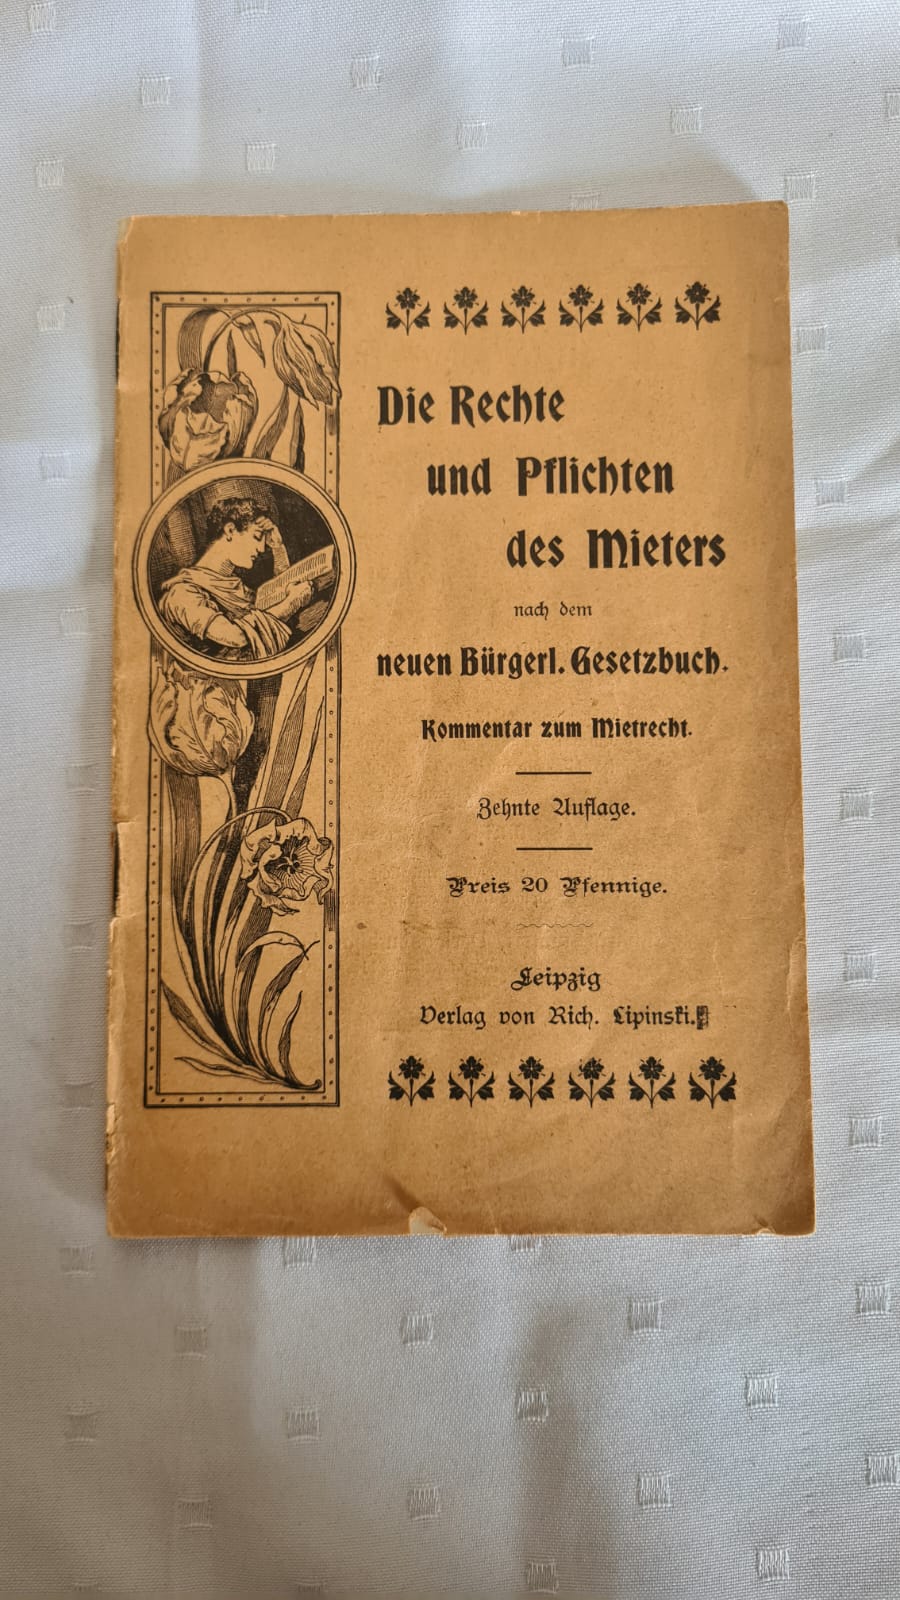 Die Rechte
und Pflichten
des Mieters
nach dem
neuen Bürgerl. Gesetzbuch.
Kommentar zum Mietrecht.
Zehnte Auflage.
Preis 20 Pfennige.
Leipzig
Verlag von Rich. Lipinski.